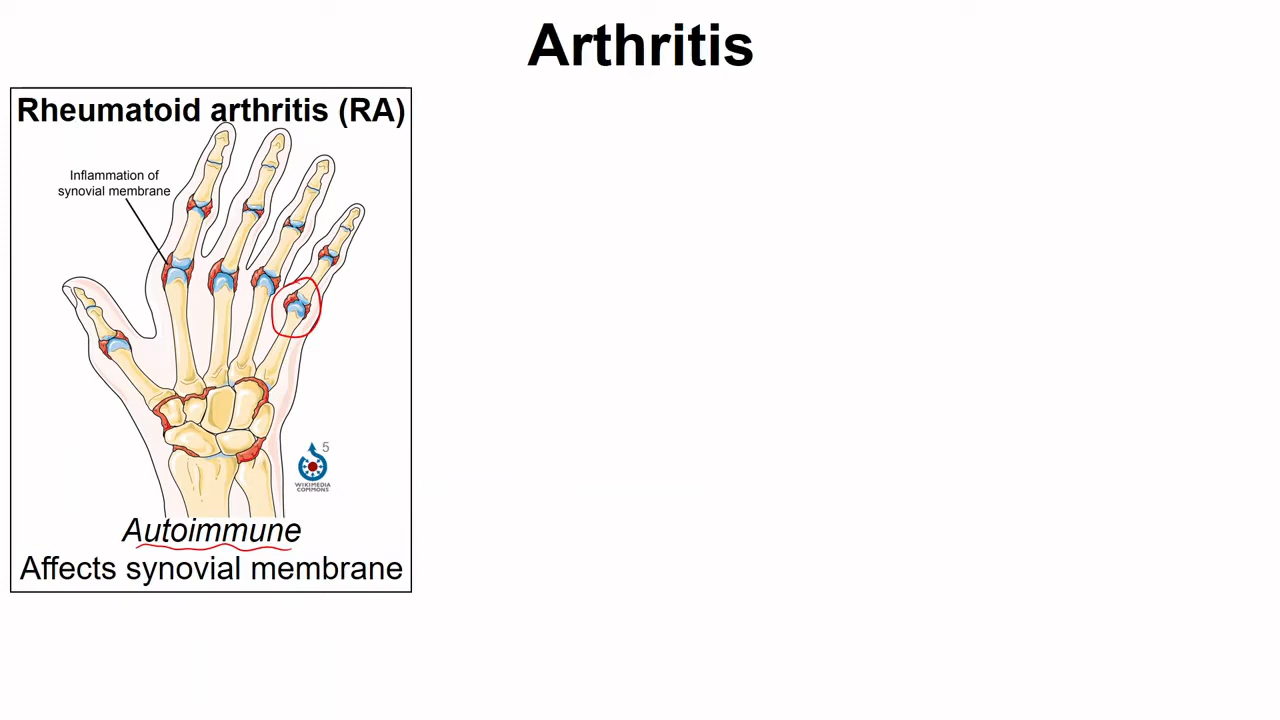 Arthritis
Rheumatoid arthritis (RA)
Inflammation of
synovial membrane
5
WIKIMEDIA
COMMONS
Autoimmune
Affects synovial membrane